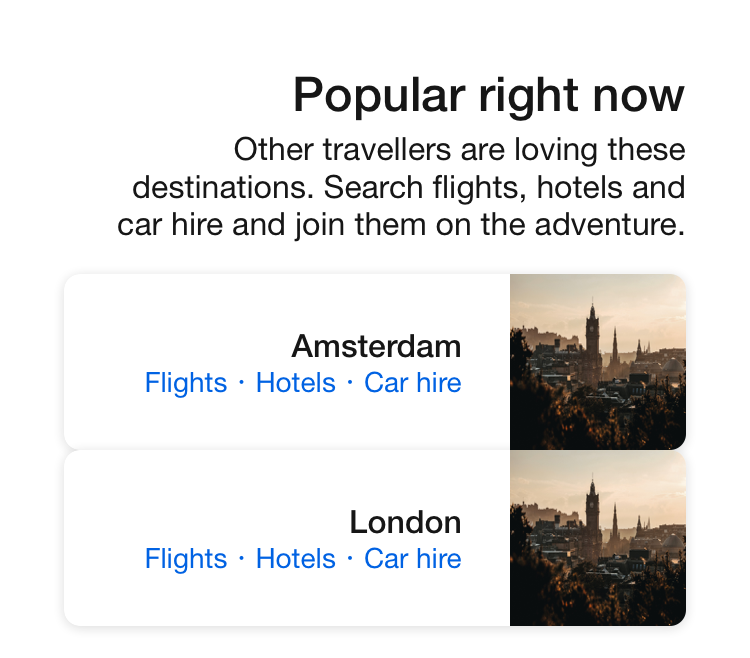 Popular right now
Other travellers are loving these
destinations. Search flights, hotels and
car hire and join them on the adventure.
Amsterdam
Flights · Hotels · Car hire
London
Flights · Hotels · Car hire